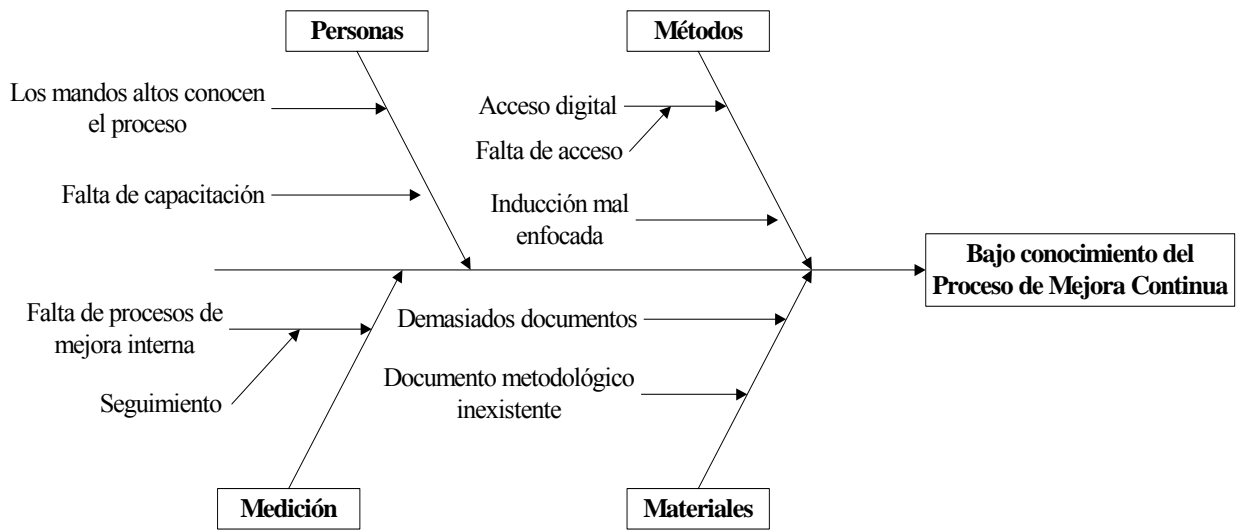 Personas
Métodos
Los mandos altos conocen
el proceso
Acceso digital
Falta de acceso
Falta de capacitación
Inducción mal
enfocada
Bajo conocimiento del
Proceso de Mejora Continua
Falta de procesos de
mejora interna
Demasiados documentos
Seguimiento
Documento metodológico
inexistente
Medición
Materiales